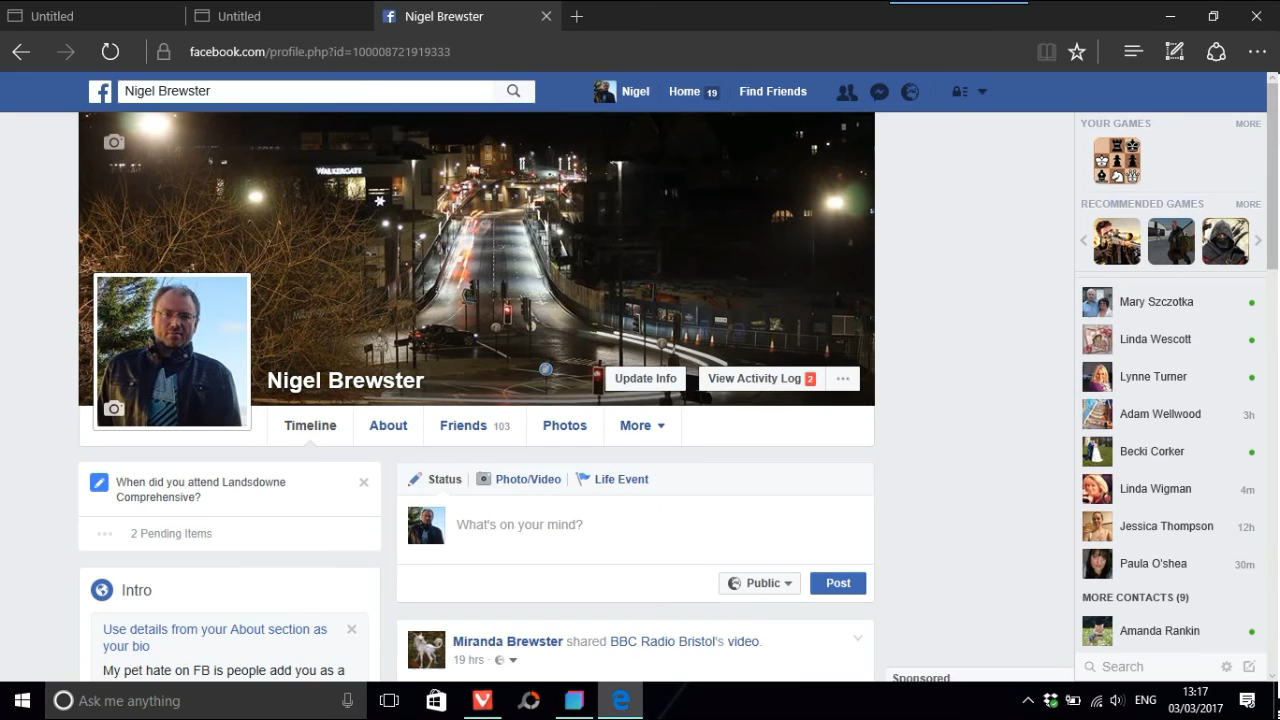 Untitled
Untitled
Nigel Brewster
facebook.com/profile.php?id=100008721919333
Nigel Brewster
Nigel
Home 19
Find Friends
WALKERGATE
Nigel Brewster
Update Info
View Activity Log 2
Timeline
About
Friends 103
Photos
More
When did you attend Landsdowne
Comprehensive?
2 Pending Items
Intro
Use details from your About section as
your bio
My pet hate on FB is people add you as a
Status
Photo/Video
Life Event
What's on your mind?
Public
Post
Miranda Brewster shared BBC Radio Bristol's video.
19 hrs
Sponsored
YOUR GAMES
MORE
RECOMMENDED GAMES
MORE
Mary Szczotka
Linda Wescott
Lynne Turner
Adam Wellwood 3h
Becki Corker
Linda Wigman 4m
Jessica Thompson 12h
Paula O'shea 30m
MORE CONTACTS (9)
Amanda Rankin
Search
Ask me anything
ENG
13:17
03/03/2017